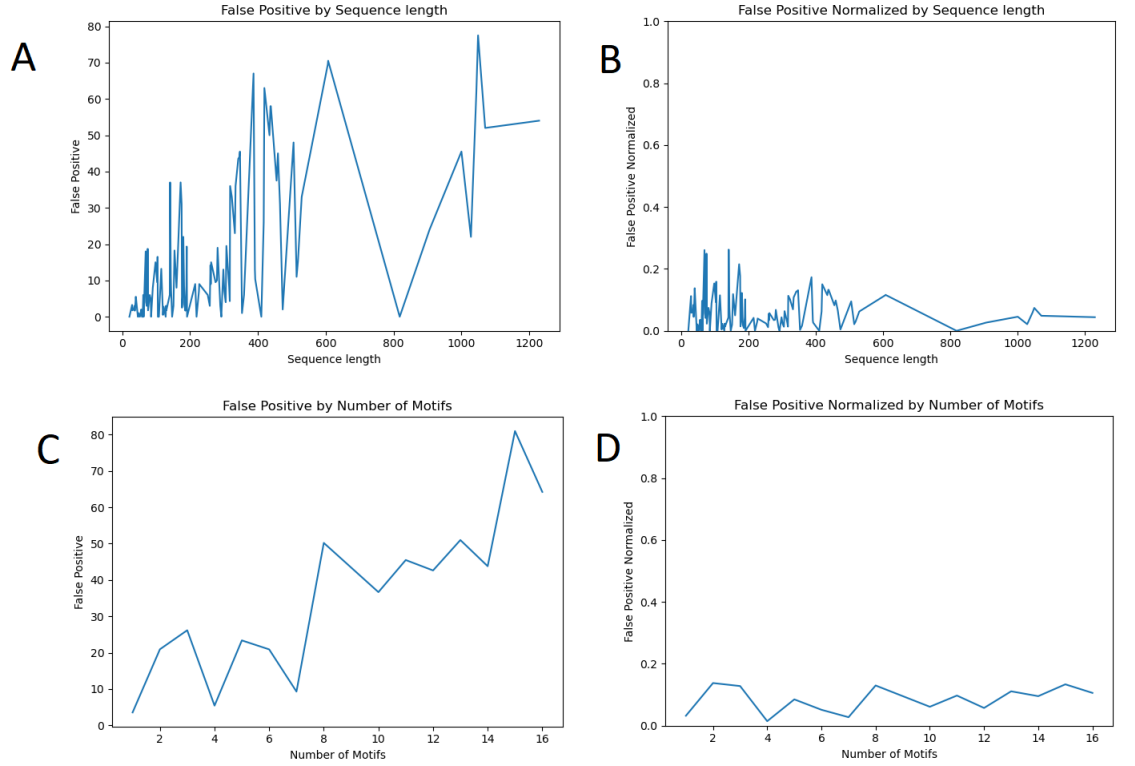 A
False Positive by Sequence length
80
70
60
50
40
30
20
10
0
False Positive
0 200 400 600 800 1000 1200
Sequence length
B
False Positive Normalized by Sequence length
1.0
0.8
0.6
0.4
0.2
0.0
False Positive Normalized
0 200 400 600 800 1000 1200
Sequence length
C
False Positive by Number of Motifs
80
70
60
50
40
30
20
10
0
False Positive
2 4 6 8 10 12 14 16
Number of Motifs
D
False Positive Normalized by Number of Motifs
1.0
0.8
0.6
0.4
0.2
0.0
False Positive Normalized
2 4 6 8 10 12 14 16
Number of Motifs